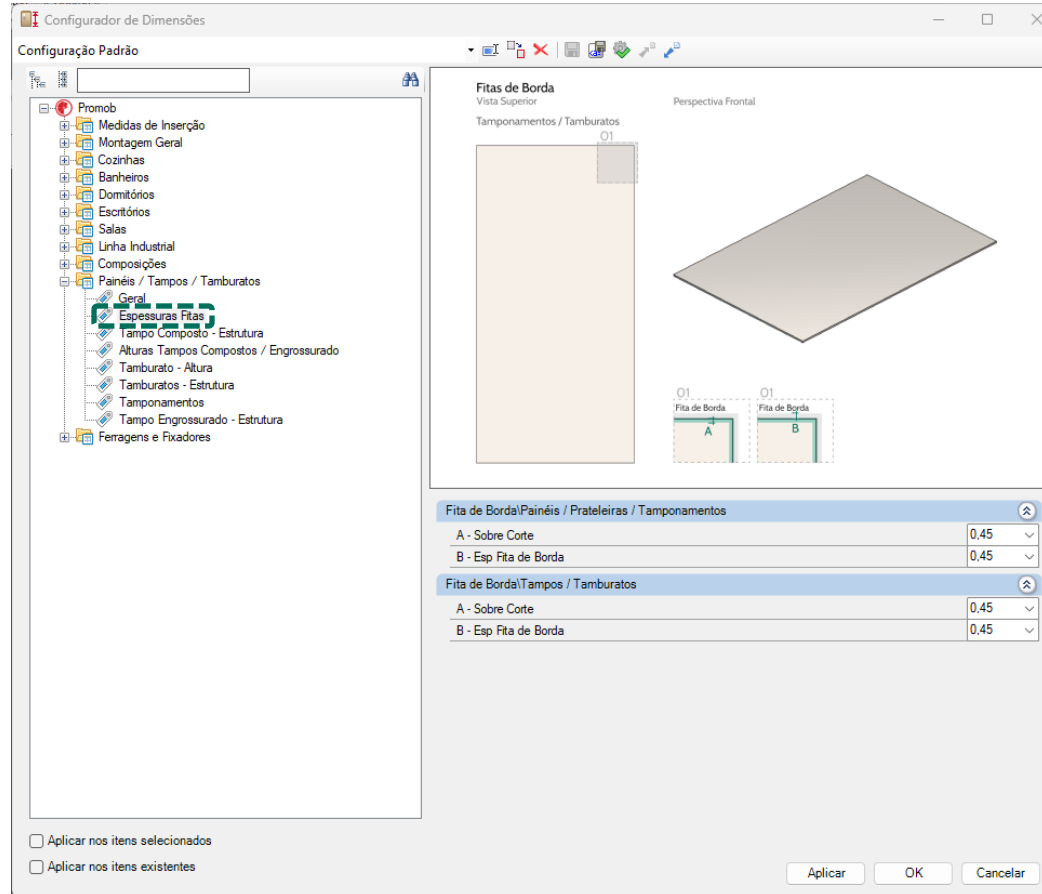 Configurador de Dimensões
Configuração Padrão
Promob
Medidas de Inserção
Montagem Geral
Cozinhas
Banheiros
Dormitórios
Escritórios
Salas
Linha Industrial
Composições
Painéis / Tampos / Tamburatos
Geral
Espessuras Fitas
Tampo Composto - Estrutura
Alturas Tampos Compostos / Engrossurado
Tamburato - Altura
Tamburatos - Estrutura
Tamponamentos
Tampo Engrossurado - Estrutura
Ferragens e Fixadores
Aplicar nos itens selecionados
Aplicar nos itens existentes
Fitas de Borda
Vista Superior
Perspectiva Frontal
Tamponamentos / Tamburatos
01
01
01
Fita de Borda
Fita de Borda
A
B
Fita de Borda\Painéis / Prateleiras / Tamponamentos
A - Sobre Corte 0,45
B - Esp Fita de Borda 0,45
Fita de Borda\Tampos / Tamburatos
A - Sobre Corte 0,45
B - Esp Fita de Borda 0,45
Aplicar
OK
Cancelar